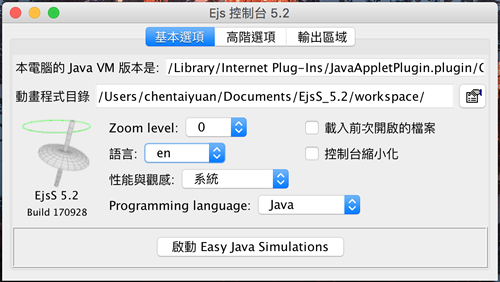 Ejs 控制台 5.2
基本選項 高階選項 輸出區域
本電腦的 Java VM 版本是: /Library/Internet Plug-Ins/JavaAppletPlugin.plugin/C
動畫程式目錄 /Users/chentaiyuan/Documents/EjsS_5.2/workspace/
Zoom level: 0 載入前次開啟的檔案
語言: en 控制台縮小化
性能與觀感: 系統
EjsS 5.2
Programming language: Java
Build 170928
啟動 Easy Java Simulations